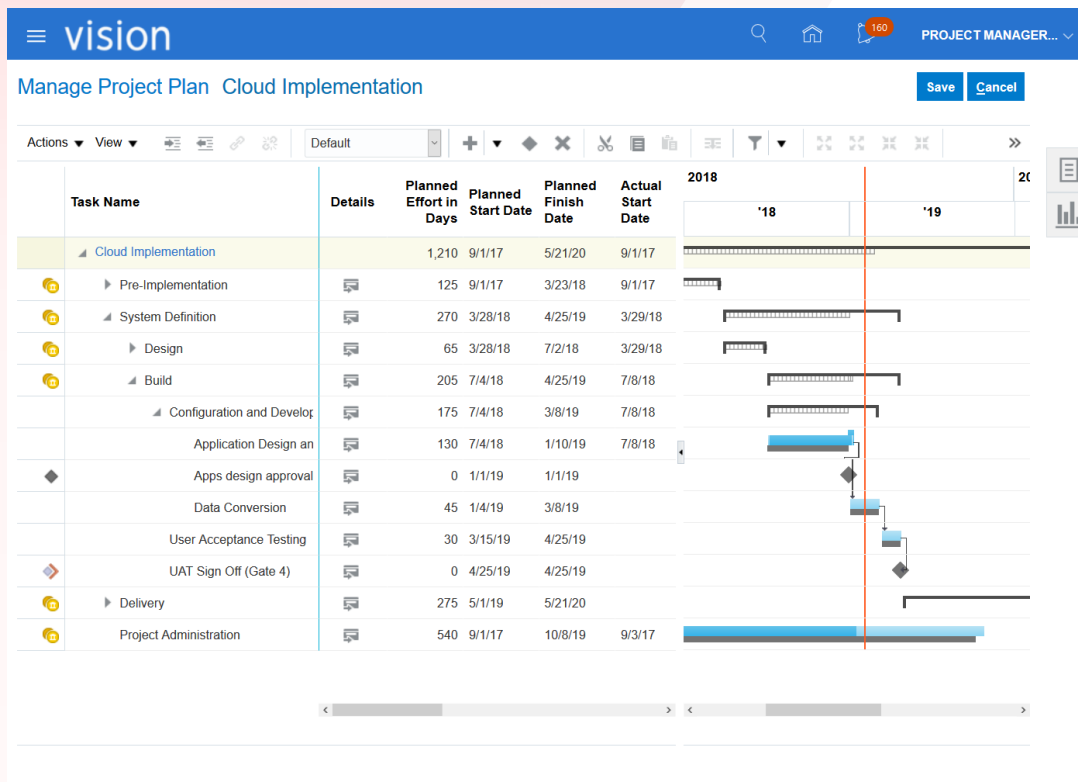 vision
160
PROJECT MANAGER...
Manage Project Plan Cloud Implementation
Save Cancel
Actions View Default
Task Name Details Planned Effort in Days Planned Start Date Planned Finish Date Actual Start Date 2018 20
'18 '19
Cloud Implementation 1,210 9/1/17 5/21/20 9/1/17
Pre-Implementation 125 9/1/17 3/23/18 9/1/17
System Definition 270 3/28/18 4/25/19 3/29/18
Design 65 3/28/18 7/2/18 3/29/18
Build 205 7/4/18 4/25/19 7/8/18
Configuration and Develop 175 7/4/18 3/8/19 7/8/18
Application Design an 130 7/4/18 1/10/19 7/8/18
Apps design approval 0 1/1/19 1/1/19
Data Conversion 45 1/4/19 3/8/19
User Acceptance Testing 30 3/15/19 4/25/19
UAT Sign Off (Gate 4) 0 4/25/19 4/25/19
Delivery 275 5/1/19 5/21/20
Project Administration 540 9/1/17 10/8/19 9/3/17